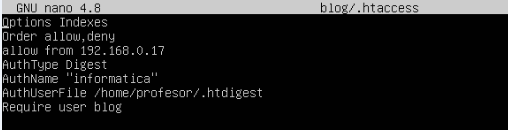 GNU nano 4.8 blog/.htaccess
Options Indexes
Order allow,deny
allow from 192.168.0.17
AuthType Digest
AuthName "informatica"
AuthUserFile /home/profesor/.htdigest
Require user blog